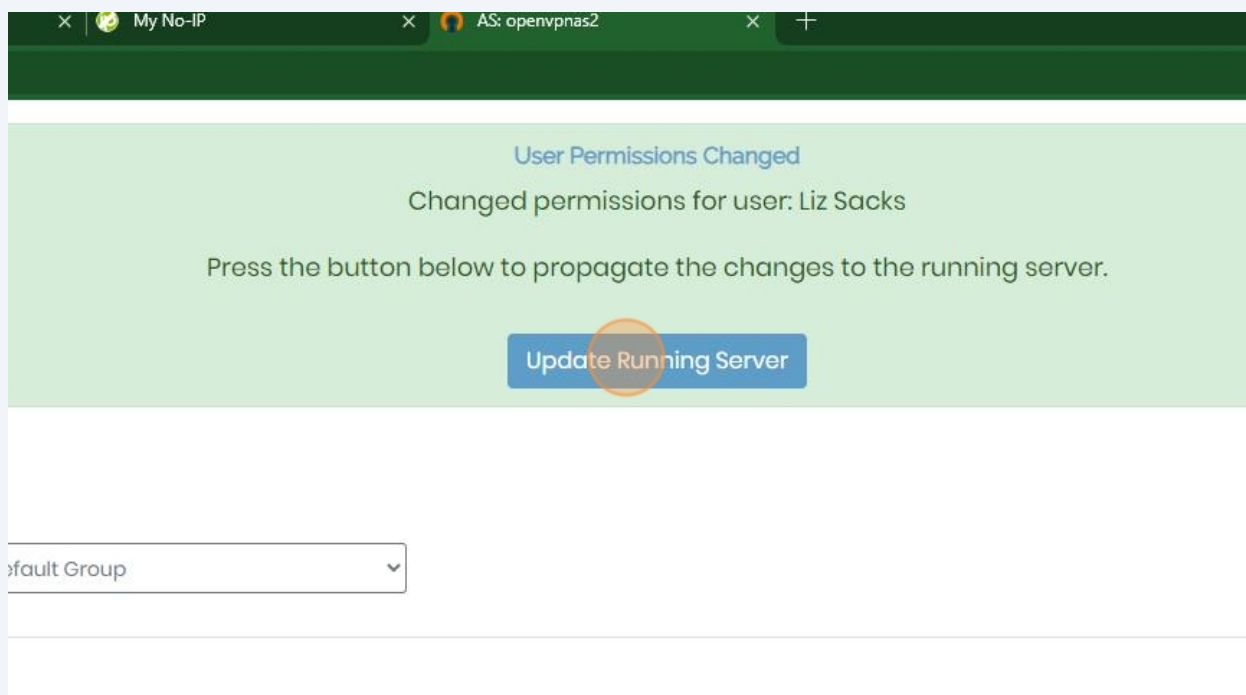 My No-IP
AS: openvpnas2
User Permissions Changed
Changed permissions for user: Liz Sacks
Press the button below to propagate the changes to the running server.
Update Running Server
efault Group